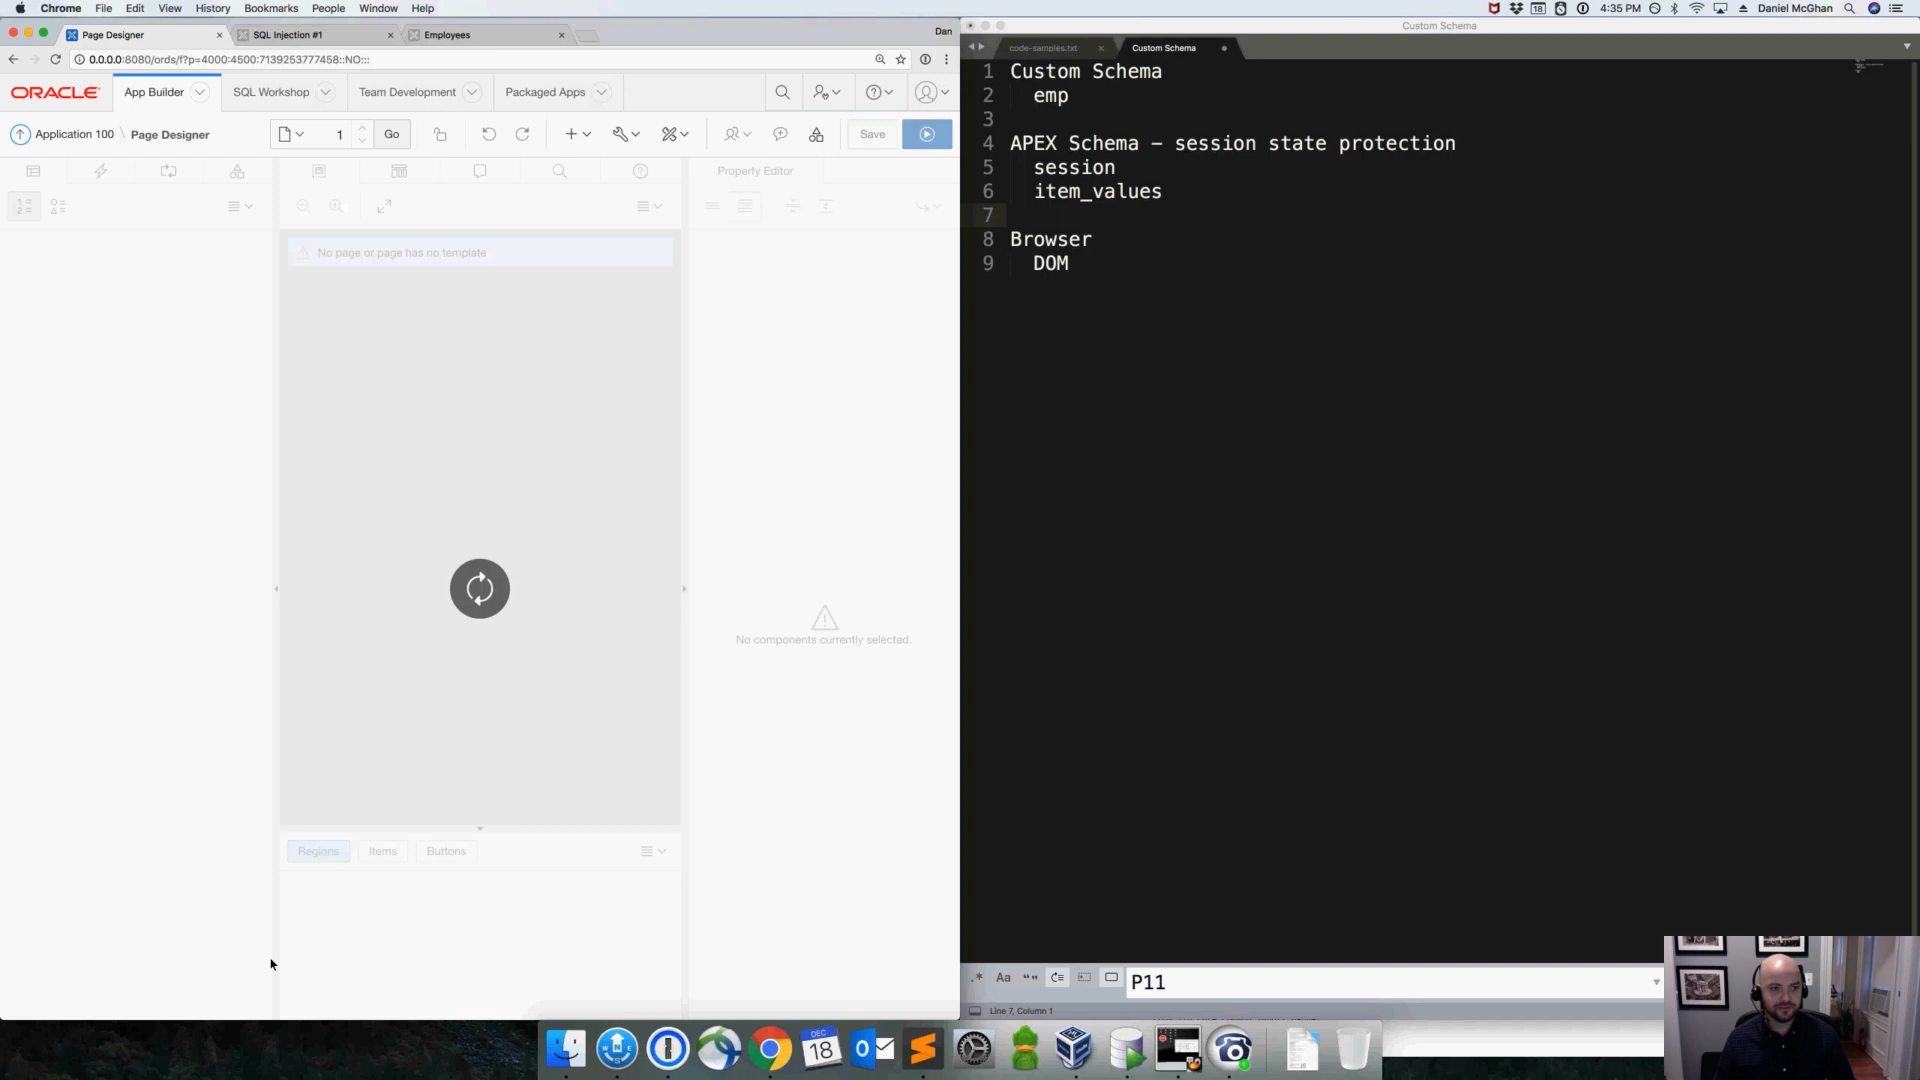 Chrome File Edit View History Bookmarks People Window Help
18 4:35 PM Daniel McGhan
Page Designer SQL Injection #1 Employees Dan
0.0.0.0:8080/ords/f?p=4000:4500:7139253777458::NO:::
ORACLE App Builder SQL Workshop Team Development Packaged Apps
Application 100 \ Page Designer 1 Go Save
Property Editor
No page or page has no template
No components currently selected.
Regions Items Buttons
Custom Schema
code-samples.txt Custom Schema
1 Custom Schema
2 emp
3
4 APEX Schema – session state protection
5 session
6 item_values
7
8 Browser
9 DOM
.* Aa “” P11
Line 7, Column 1
DEC
18